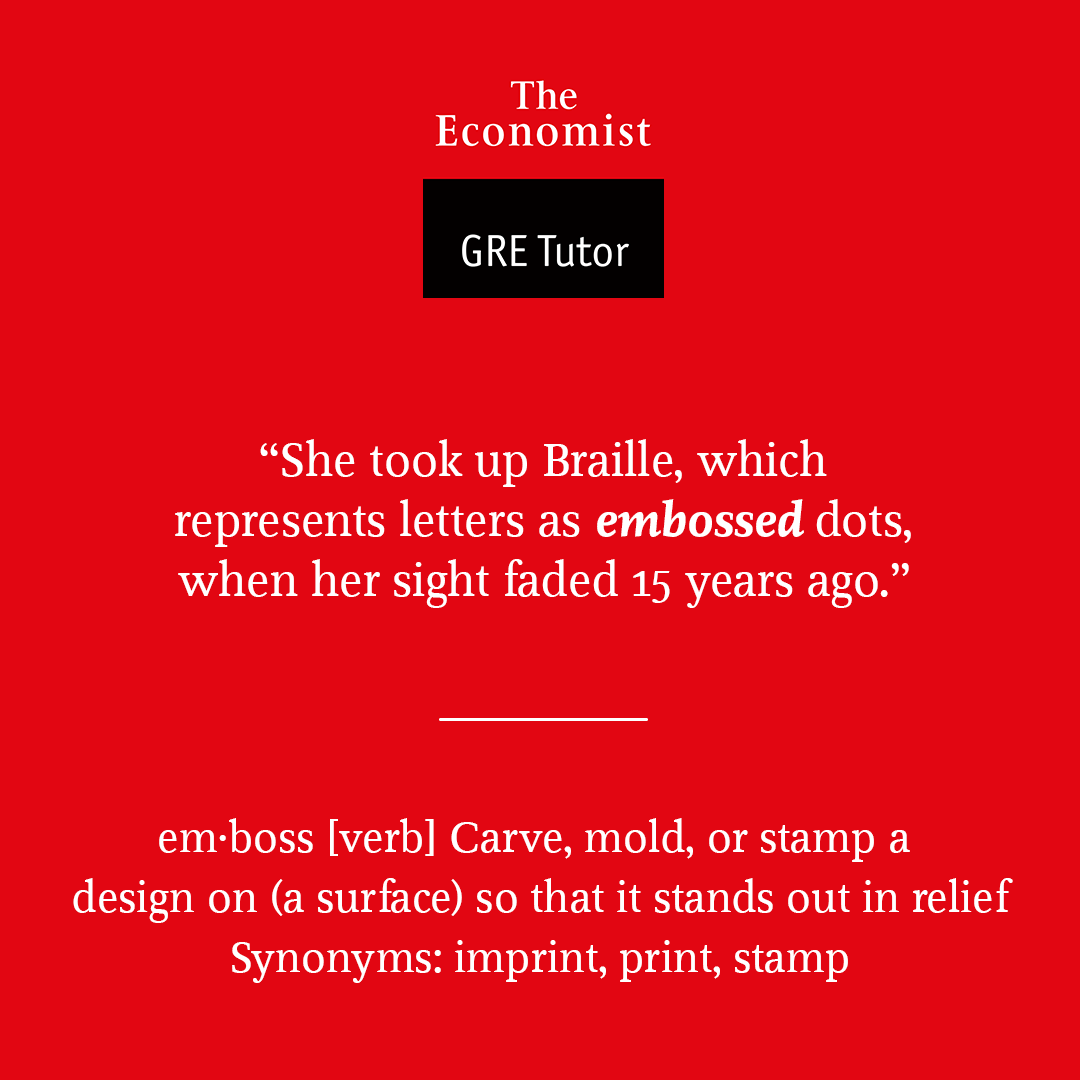 The
Economist
GRE Tutor
“She took up Braille, which
represents letters as embossed dots,
when her sight faded 15 years ago.”
em·boss [verb] Carve, mold, or stamp a
design on (a surface) so that it stands out in relief
Synonyms: imprint, print, stamp